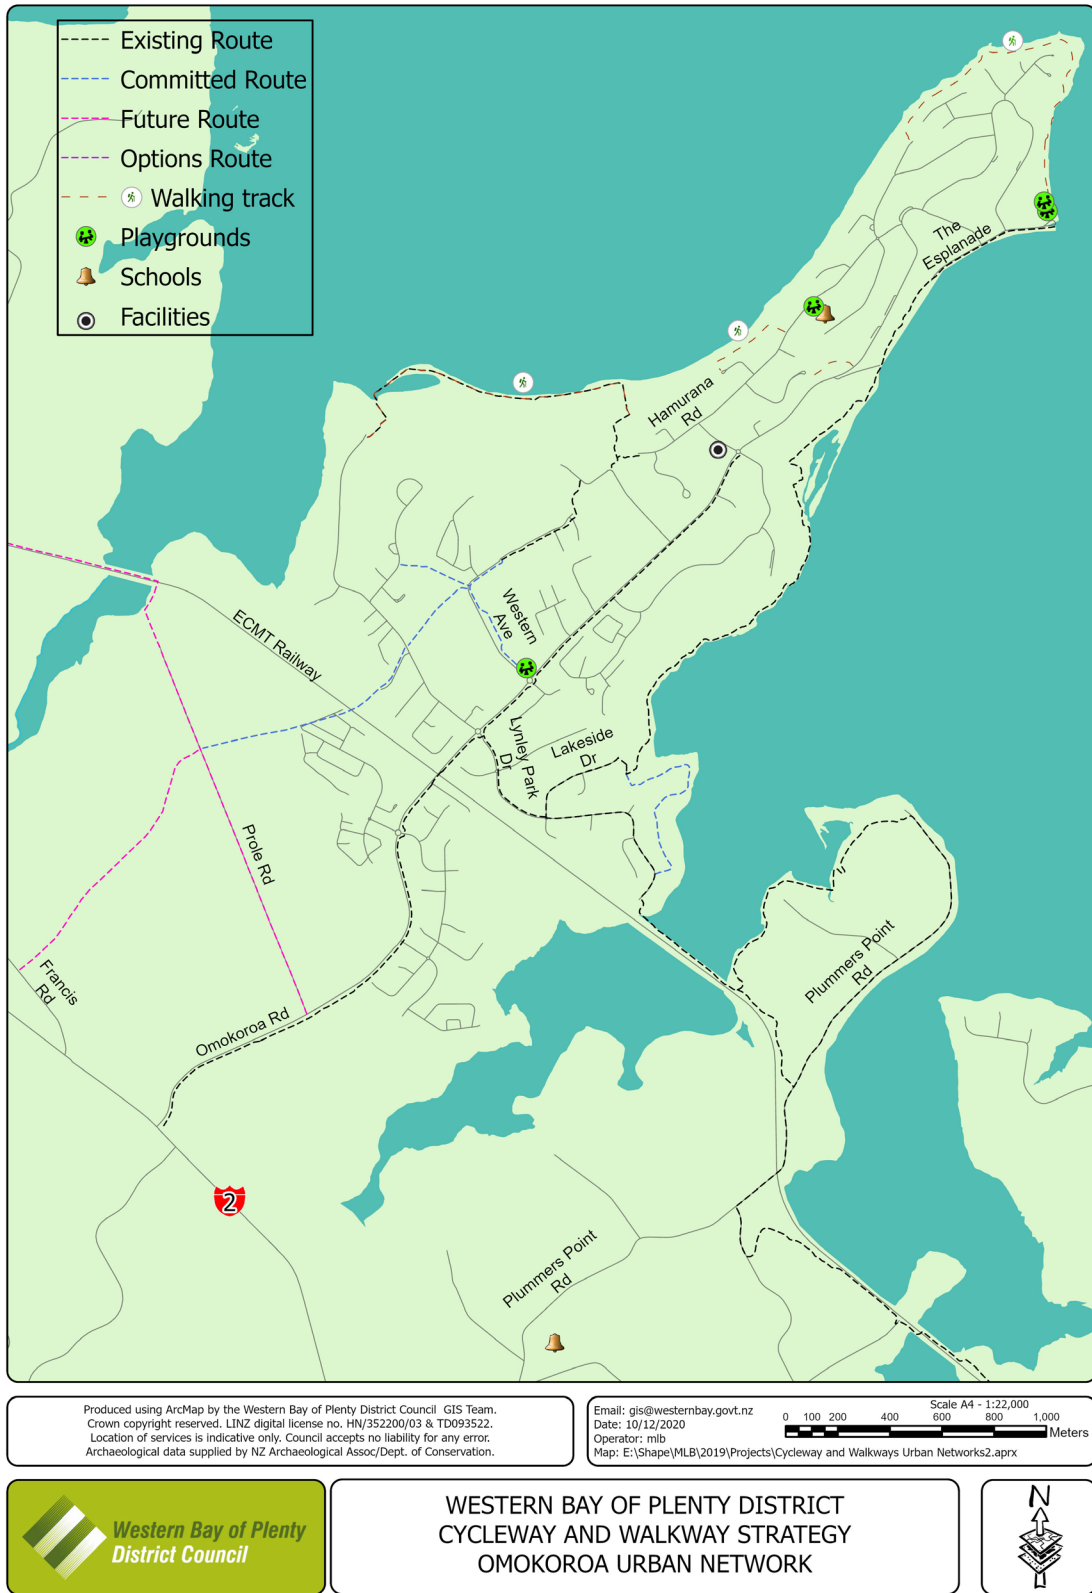 Existing Route
Committed Route
Future Route
Options Route
Walking track
Playgrounds
Schools
Facilities
The
Esplanade
Hamurana
Rd
Western
Ave
ECMT Railway
Lynley Park
Dr
Lakeside
Dr
Prole Rd
Francis
Rd
Omokoroa Rd
Plummers Point
Rd
2
Plummers Point
Rd
Produced using ArcMap by the Western Bay of Plenty District Council GIS Team.
Crown copyright reserved. LINZ digital license no. HN/352200/03 & TD093522.
Location of services is indicative only. Council accepts no liability for any error.
Archaeological data supplied by NZ Archaeological Assoc/Dept. of Conservation.
Email: gis@westernbay.govt.nz
Date: 10/12/2020
Operator: mlb
Map: E:\Shape\MLB\2019\Projects\Cycleway and Walkways Urban Networks2.aprx
Scale A4 - 1:22,000
0 100 200 400 600 800 1,000
Meters
Western Bay of Plenty
District Council
WESTERN BAY OF PLENTY DISTRICT
CYCLEWAY AND WALKWAY STRATEGY
OMOKOROA URBAN NETWORK
N